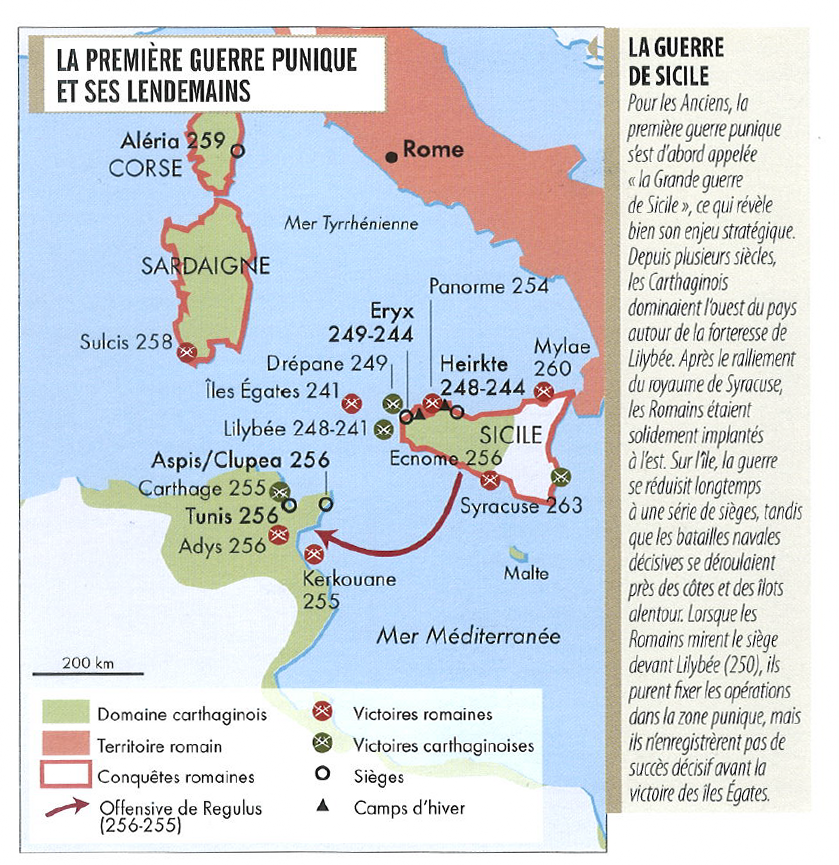 LA PREMIÈRE GUERRE PUNIQUE
ET SES LENDEMAINS
Aléria 259
CORSE
Rome
Mer Tyrrhénienne
SARDAIGNE
Panorme 254
Eryx
249-244
Sulcis 258
Mylae
260
Drépane 249
Heirkte
248-244
Îles Égates 241
Lilybée 248-241
SICILE
Ecnome 256
Aspis/Clupea 256
Carthage 255
Syracuse 263
Tunis 256
Adys 256
Malte
Kerkouane
255
Mer Méditerranée
200 km
Domaine carthaginois
Territoire romain
Conquêtes romaines
Offensive de Regulus
(256-255)
Victoires romaines
Victoires carthaginoises
Sièges
Camps d'hiver
LA GUERRE
DE SICILE
Pour les Anciens, la
première guerre punique
s'est d'abord appelée
« la Grande guerre
de Sicile », ce qui révèle
bien son enjeu stratégique.
Depuis plusieurs siècles,
les Carthaginois
dominaient l'ouest du pays
autour de la forteresse de
Lilybée. Après le ralliement
du royaume de Syracuse,
les Romains étaient
solidement implantés
à l'est. Sur l'île, la guerre
se réduisit longtemps
à une série de sièges, tandis
que les batailles navales
décisives se déroulaient
près des côtes et des îlots
alentour. Lorsque les
Romains mirent le siège
devant Lilybée (250), ils
purent fixer les opérations
dans la zone punique, mais
ils n'enregistrèrent pas de
succès décisif avant la
victoire des îles Égates.